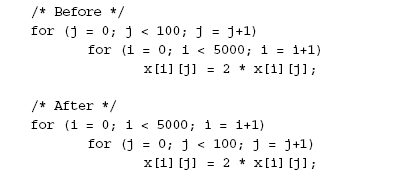 /* Before */
for (j = 0; j < 100; j = j+1)
for (i = 0; i < 5000; i = i+1)
x[i][j] = 2 * x[i][j];
/* After */
for (i = 0; i < 5000; i = i+1)
for (j = 0; j < 100; j = j+1)
x[i][j] = 2 * x[i][j];